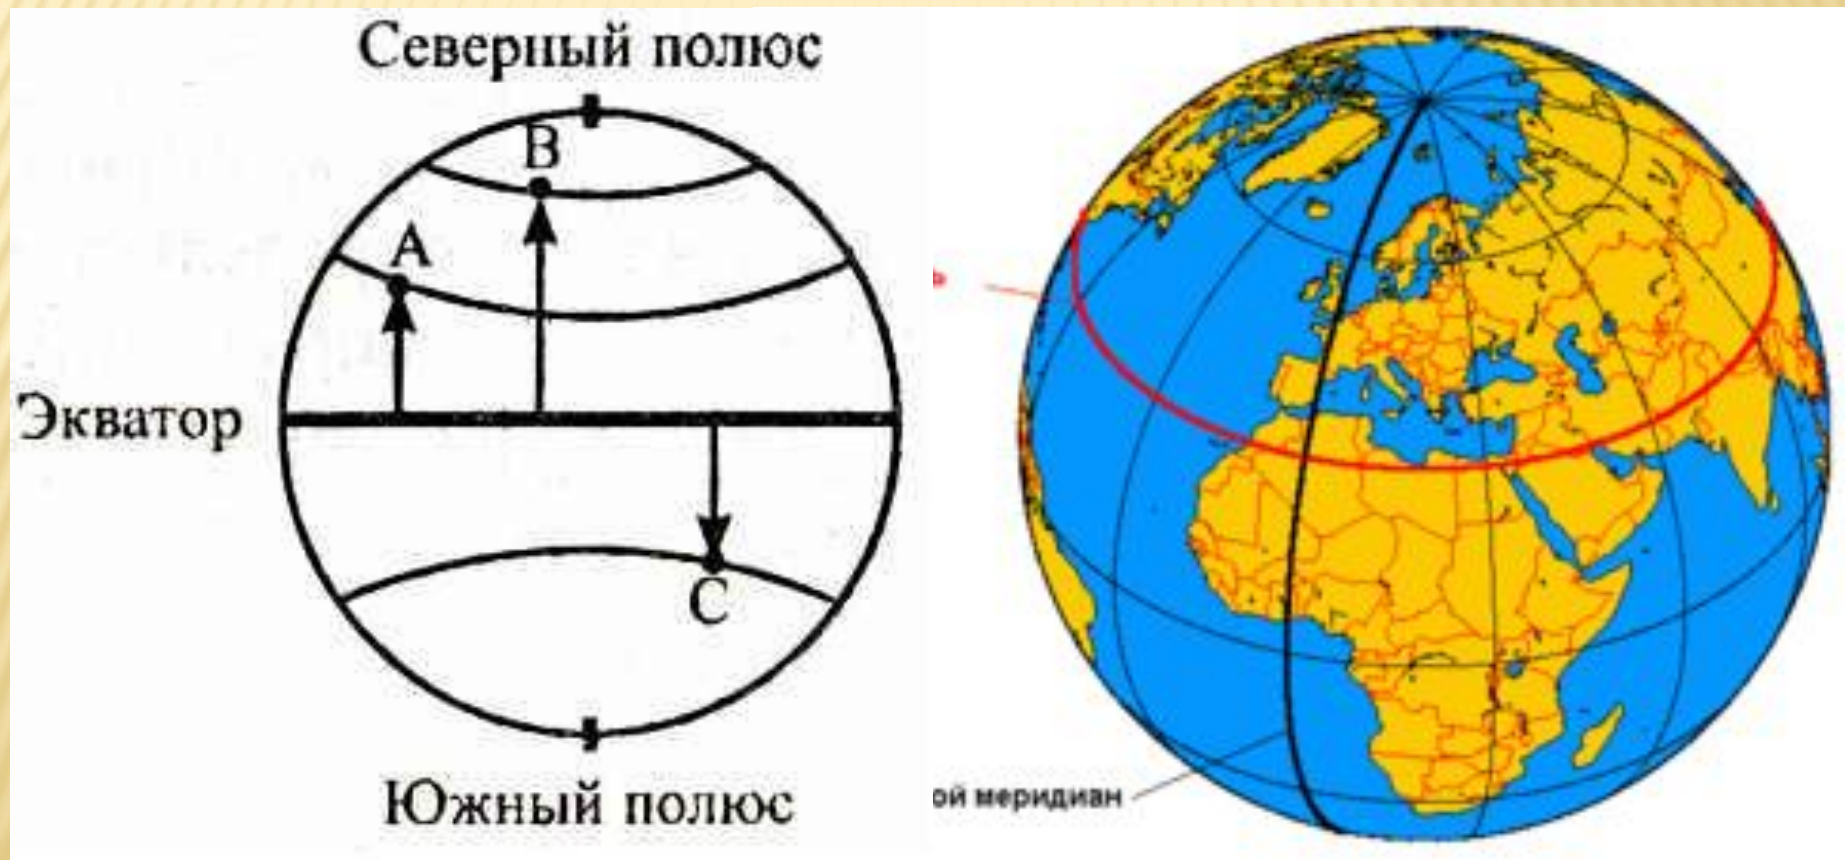 Северный полюс
В
А
Экватор
С
Южный полюс
ой меридиан